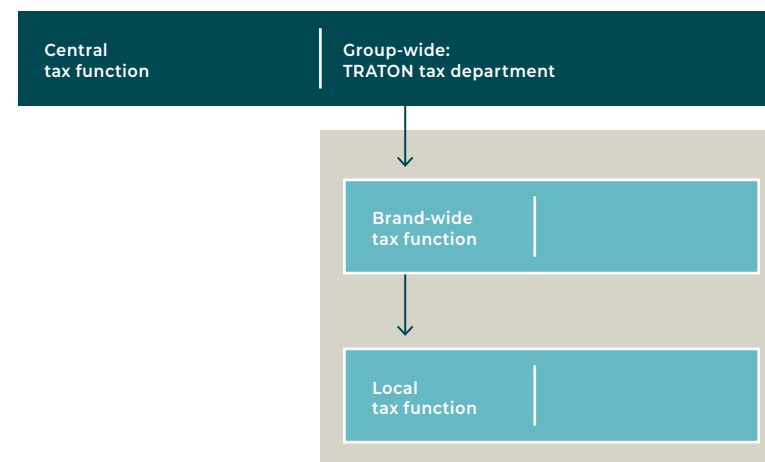 Central
tax function
Group-wide:
TRATON tax department
Brand-wide
tax function
Local
tax function